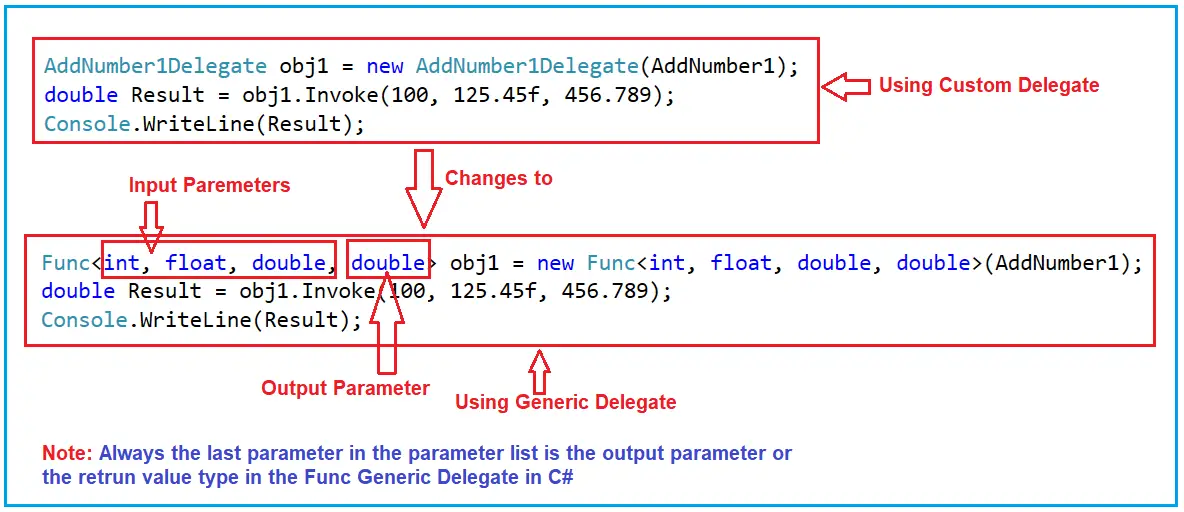 AddNumber1Delegate obj1 = new AddNumber1Delegate(AddNumber1);
double Result = obj1.Invoke(100, 125.45f, 456.789);
Console.WriteLine(Result);
Using Custom Delegate
Changes to
Input Paremeters
Func<int, float, double, double> obj1 = new Func<int, float, double, double>(AddNumber1);
double Result = obj1.Invoke(100, 125.45f, 456.789);
Console.WriteLine(Result);
Output Parameter
Using Generic Delegate
Note: Always the last parameter in the parameter list is the output parameter or
the retrun value type in the Func Generic Delegate in C#